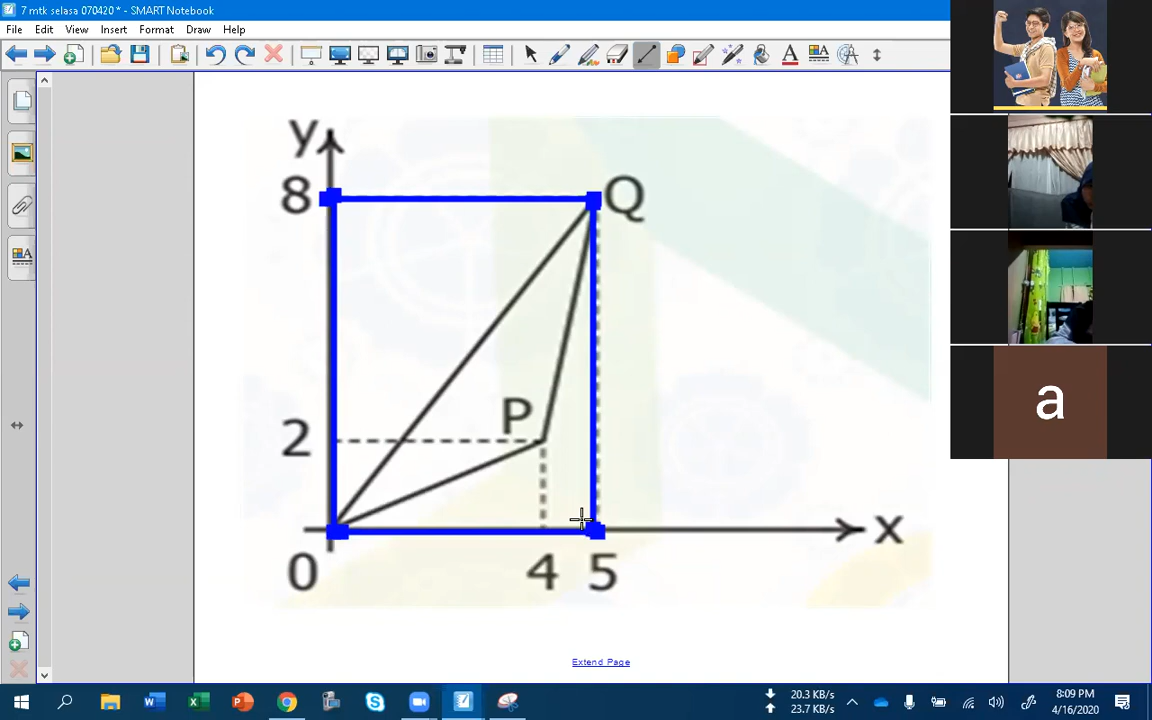 7 mtk selasa 070420 * - SMART Notebook
File Edit View Insert Format Draw Help
y
8
Q
P
2
0
4 5
x
a
Extend Page
20.3 KB/s
23.7 KB/s
8:09 PM
4/16/2020